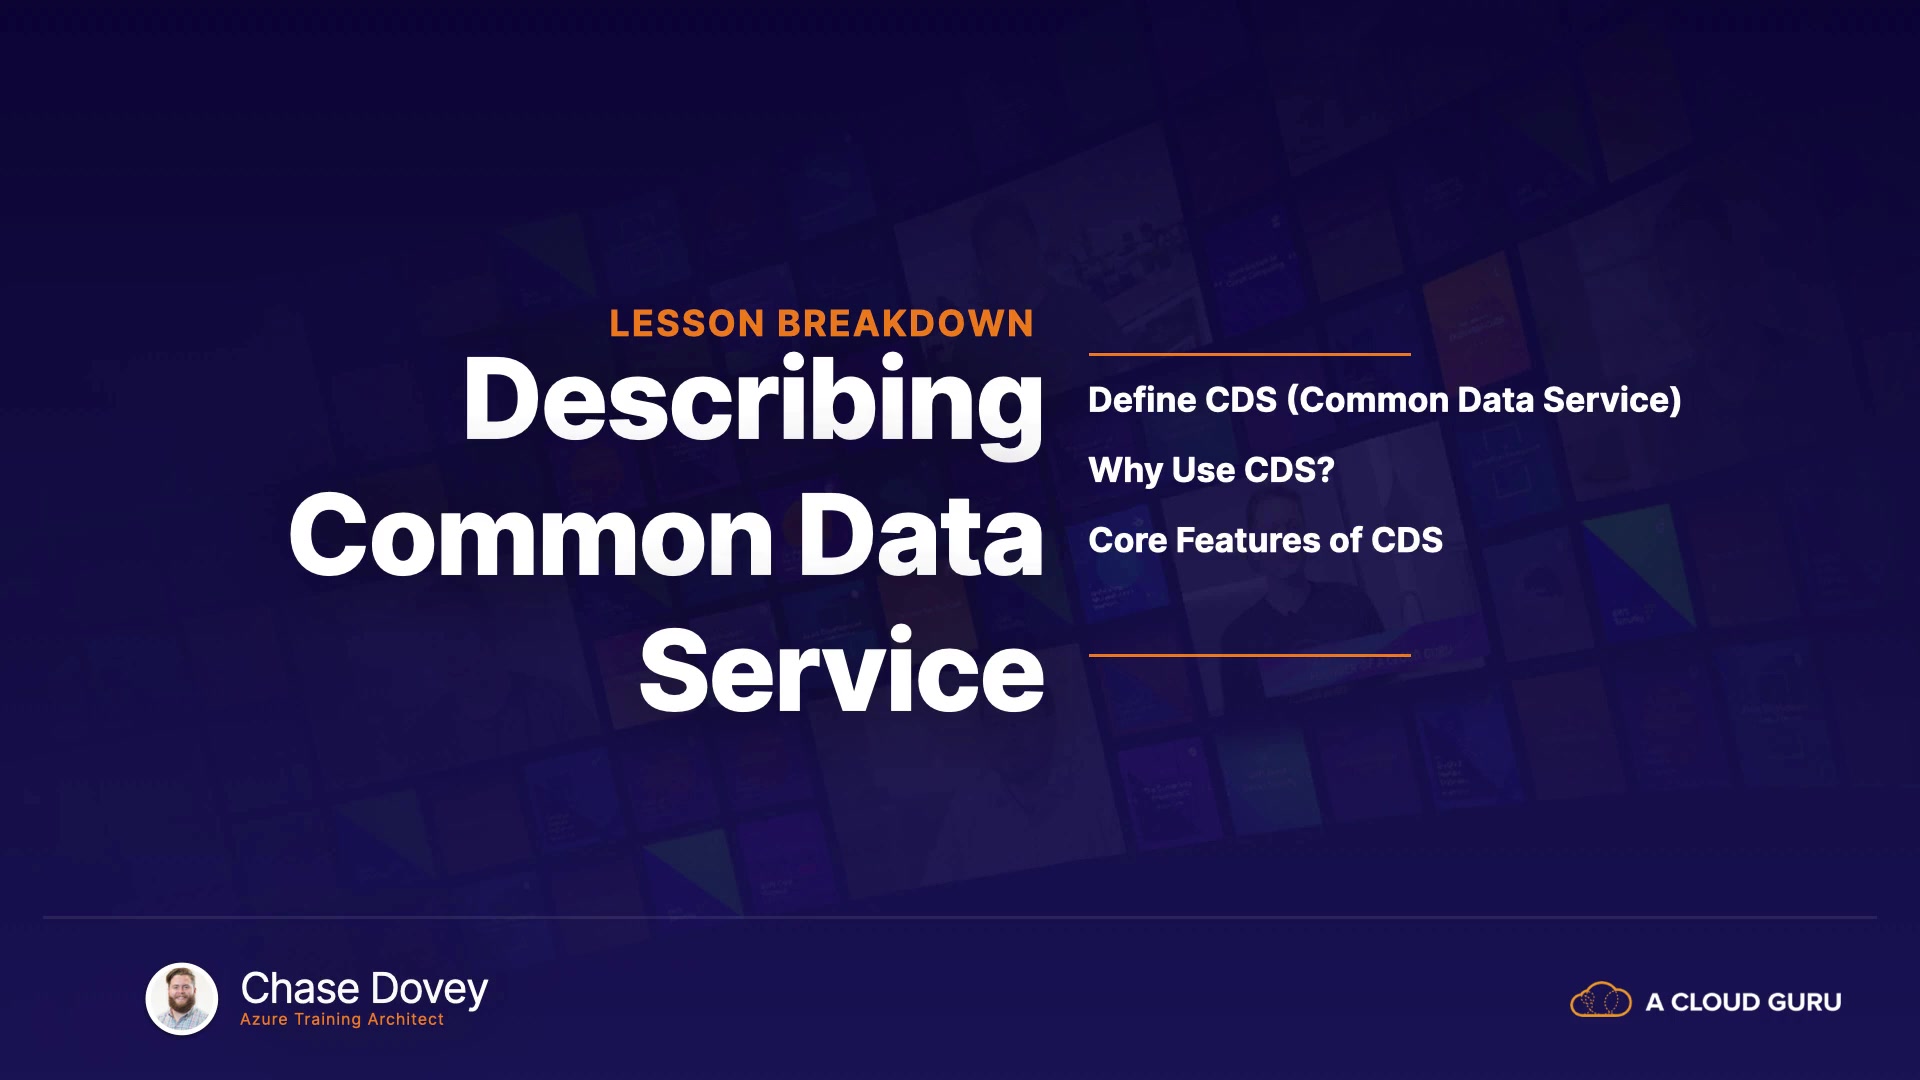 LESSON BREAKDOWN
Describing
Common Data
Service
Define CDS (Common Data Service)
Why Use CDS?
Core Features of CDS
Chase Dovey
Azure Training Architect
A CLOUD GURU